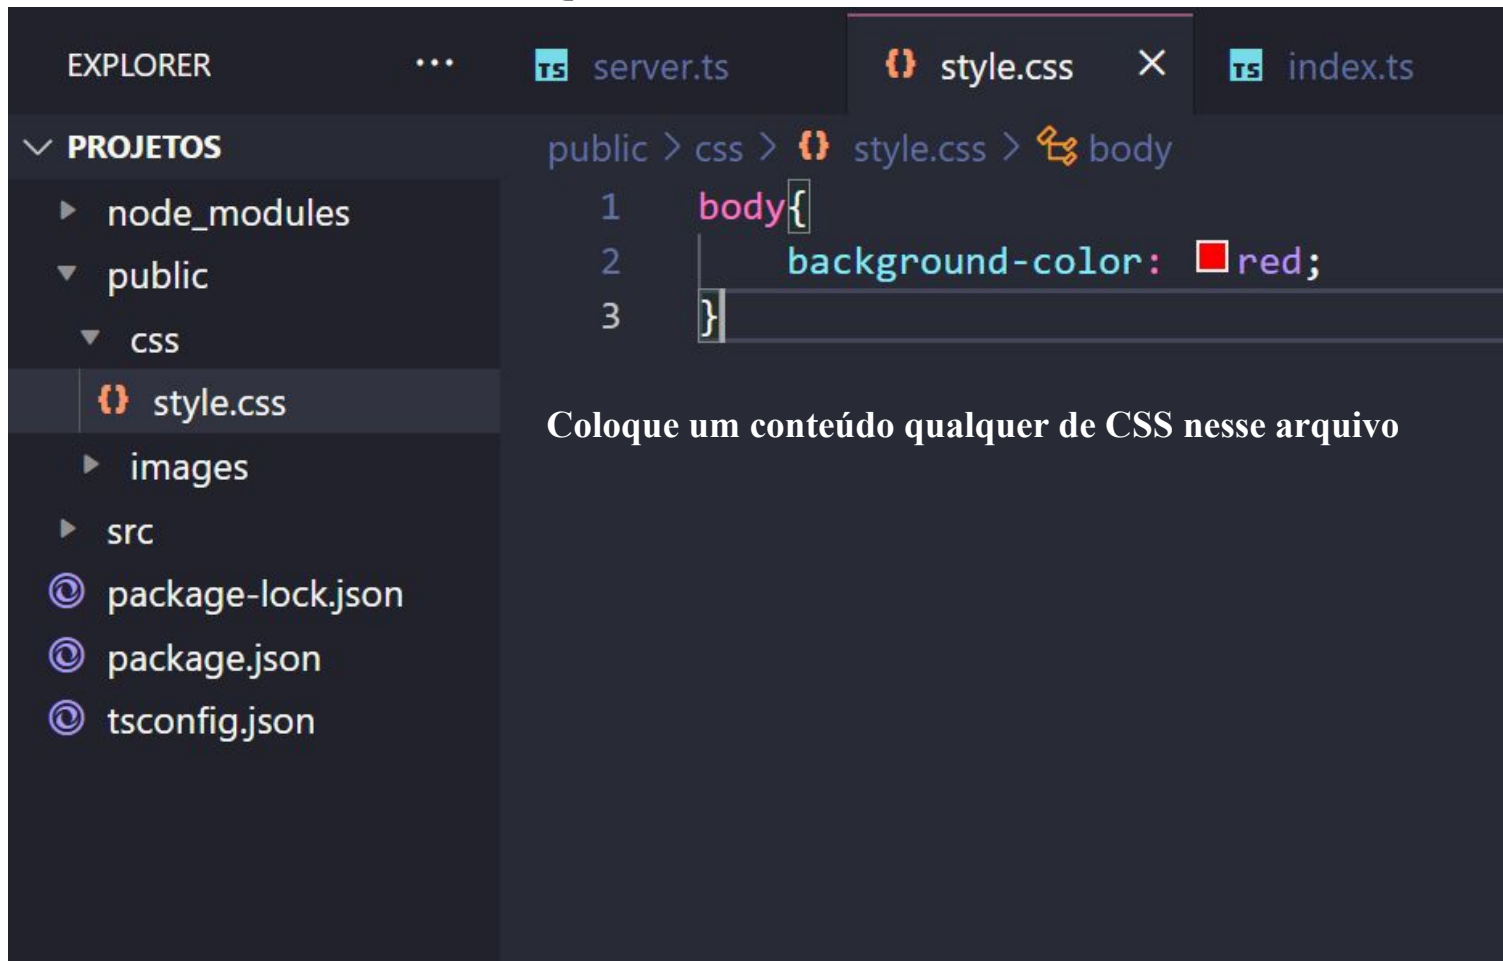 EXPLORER ...
server.ts
style.css
index.ts
PROJETOS
public > css > style.css > body
node_modules
public
css
style.css
images
src
package-lock.json
package.json
tsconfig.json
1 body{
2 background-color: red;
3 }
Coloque um conteúdo qualquer de CSS nesse arquivo